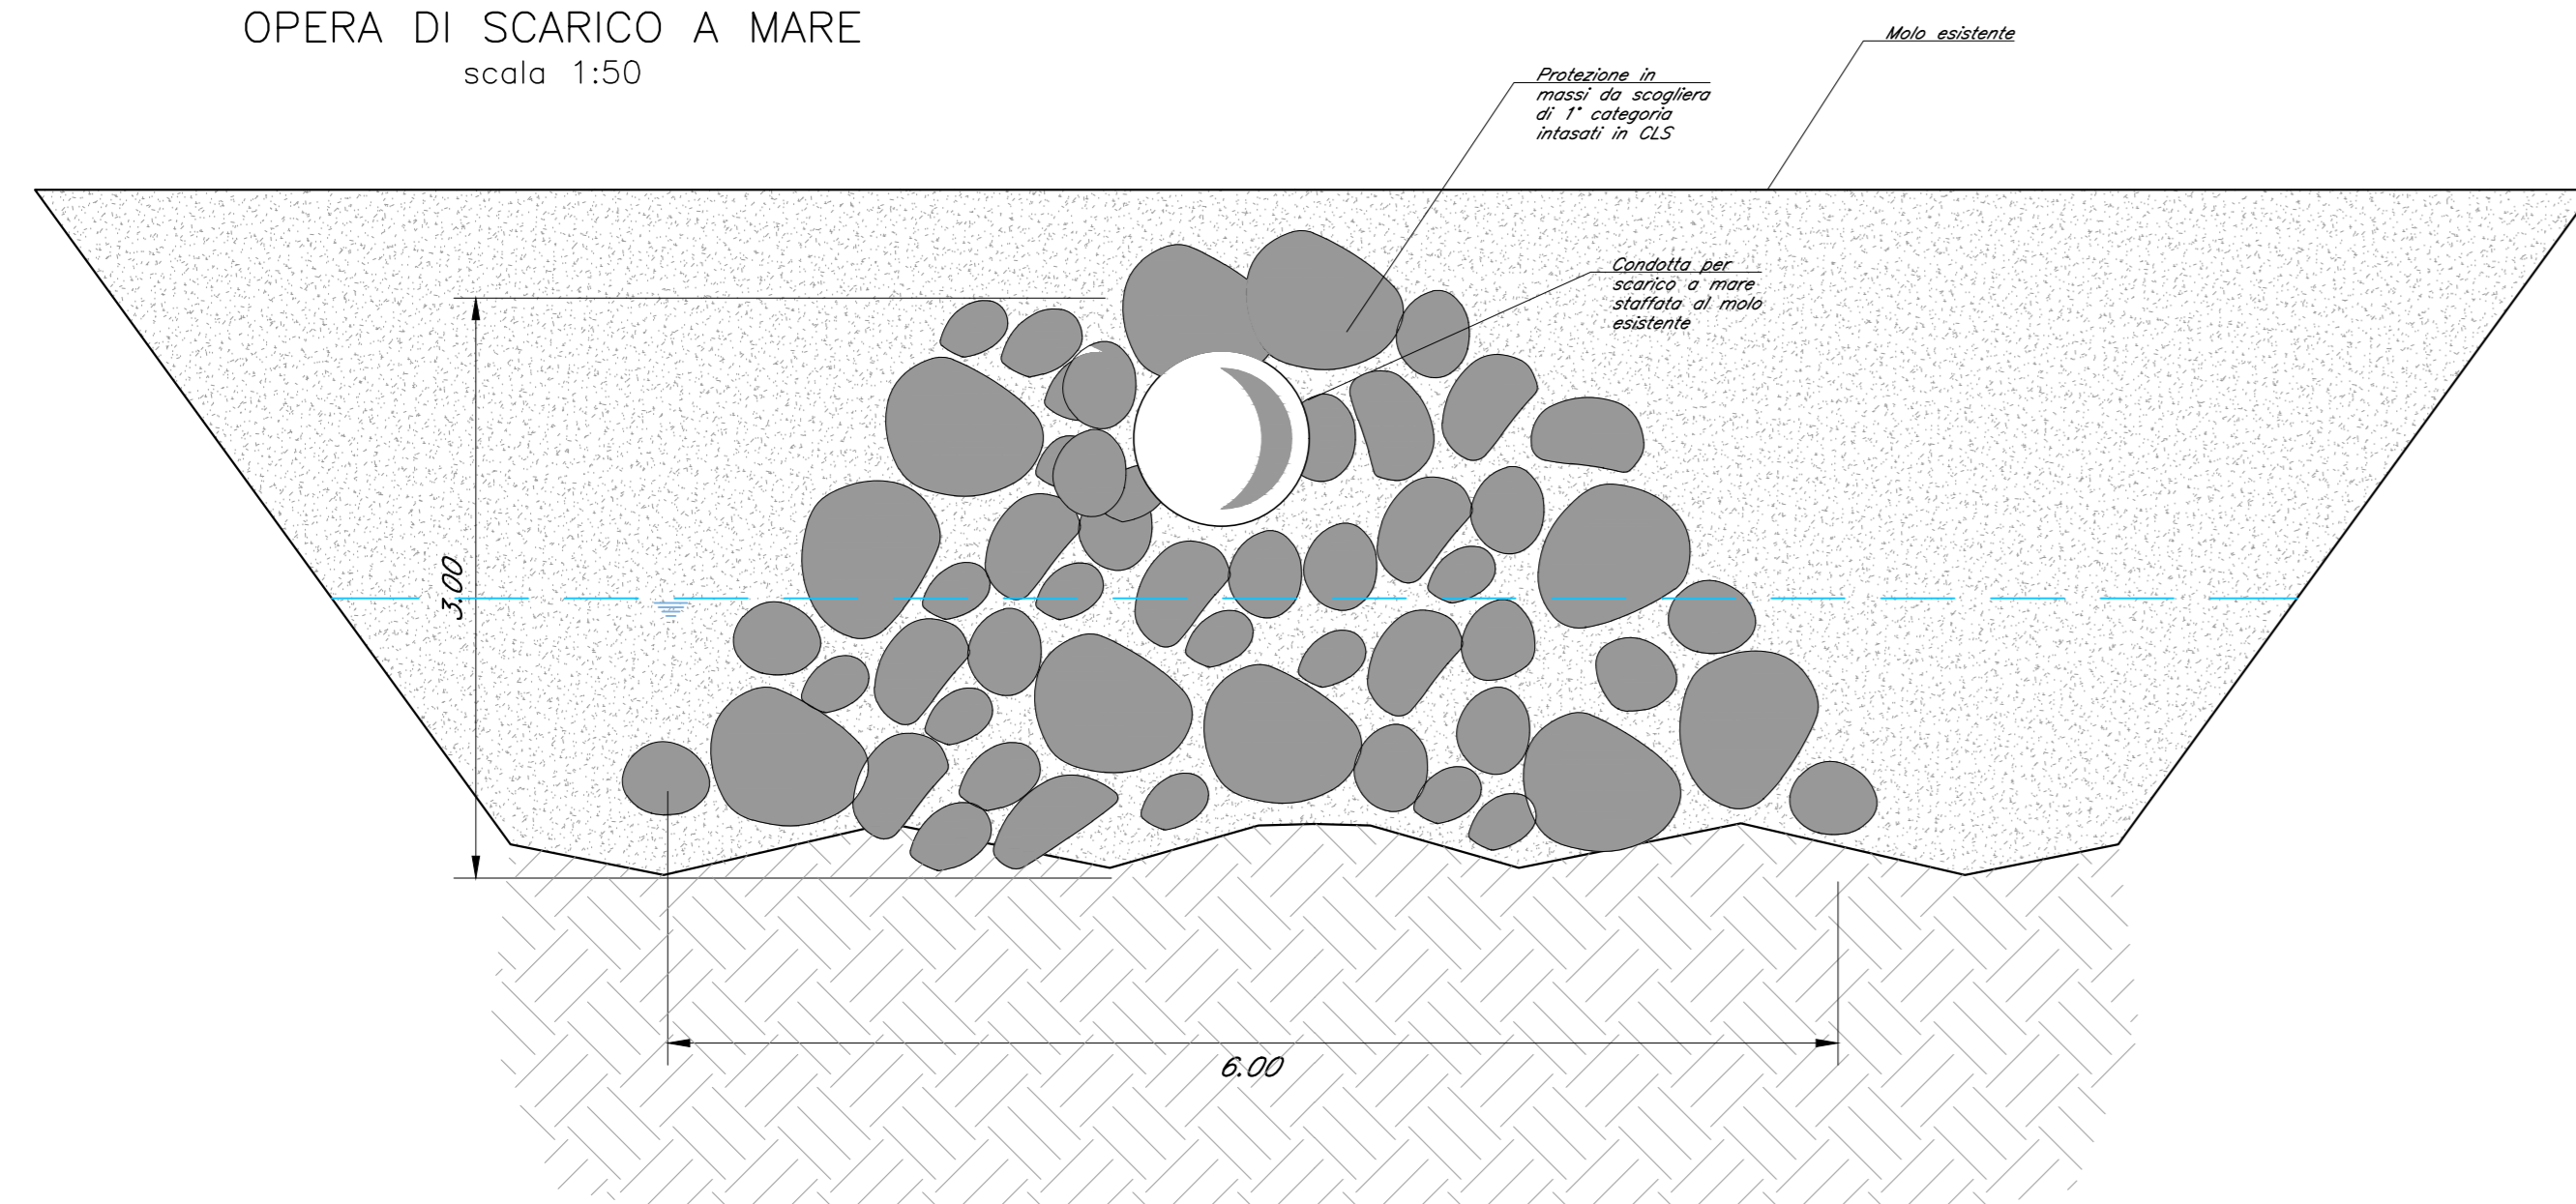 OPERA DI SCARICO A MARE
scala 1:50
Molo esistente
Protezione in
massi da scogliera
di 1° categoria
intasati in CLS
Condotta per
scarico a mare
staffata al molo
esistente
3.00
6.00